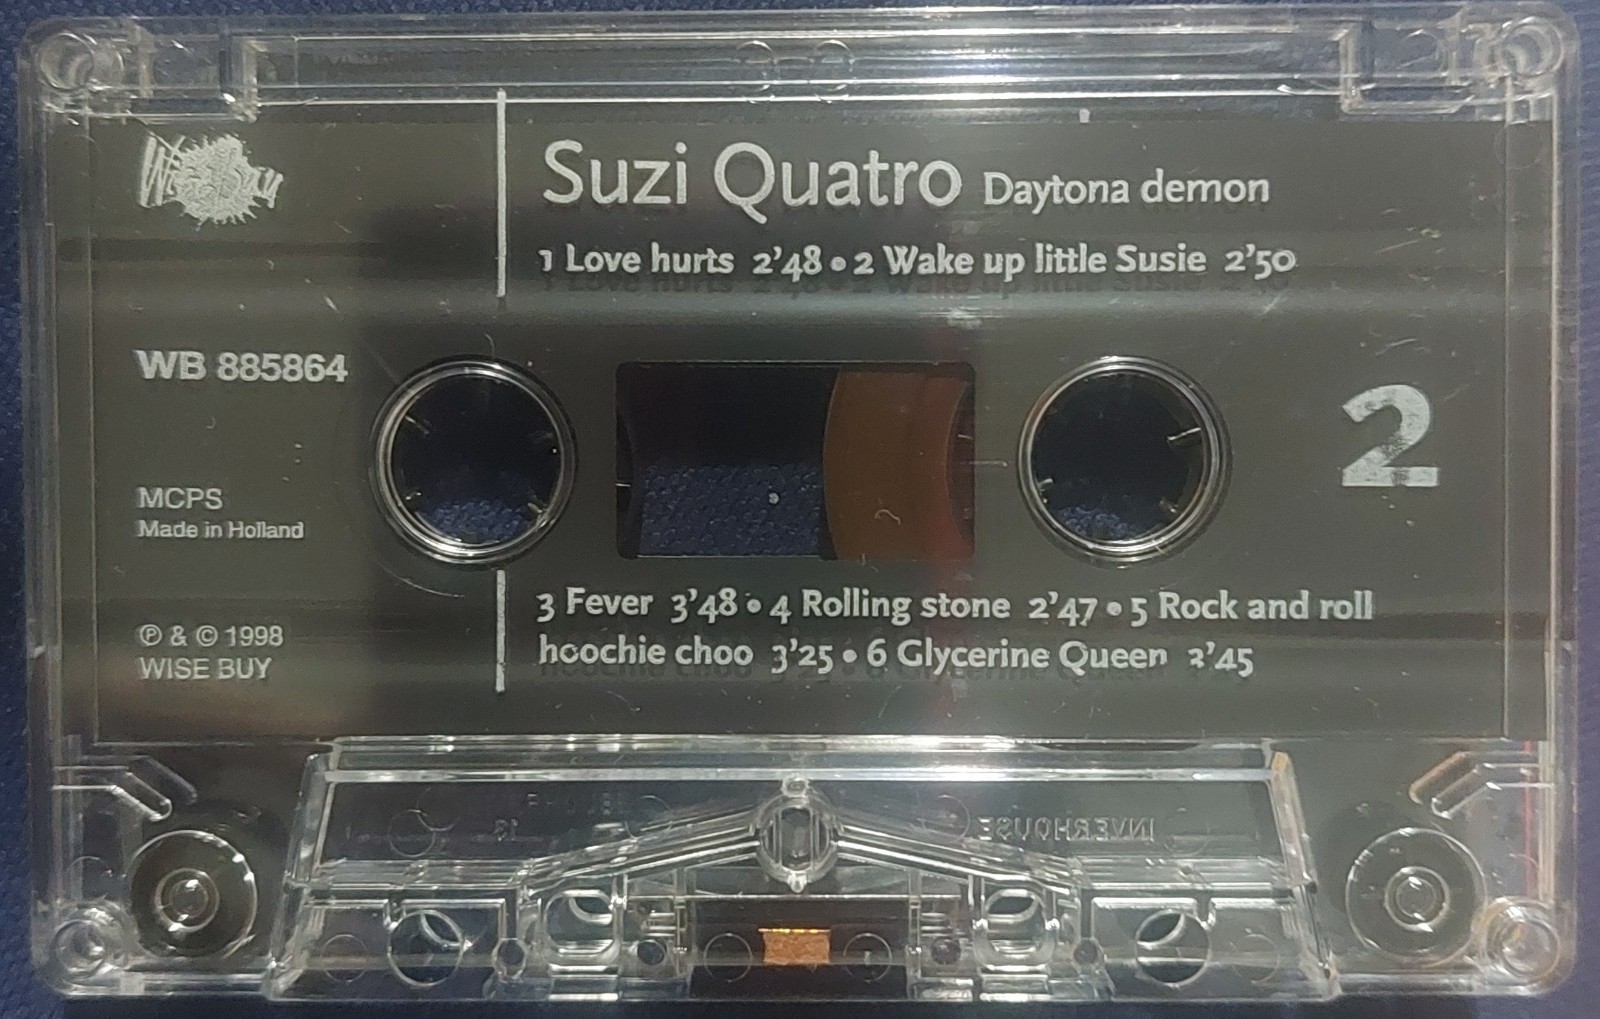 Wise Buy
Suzi Quatro Daytona demon
1 Love hurts 2'48 • 2 Wake up little Susie 2'50
WB 885864
2
MCPS
Made in Holland
3 Fever 3'48 • 4 Rolling stone 2'47 • 5 Rock and roll
hoochie choo 3'25 • 6 Glycerine Queen 3'45
℗ & © 1998
WISE BUY
INVERHOUSE